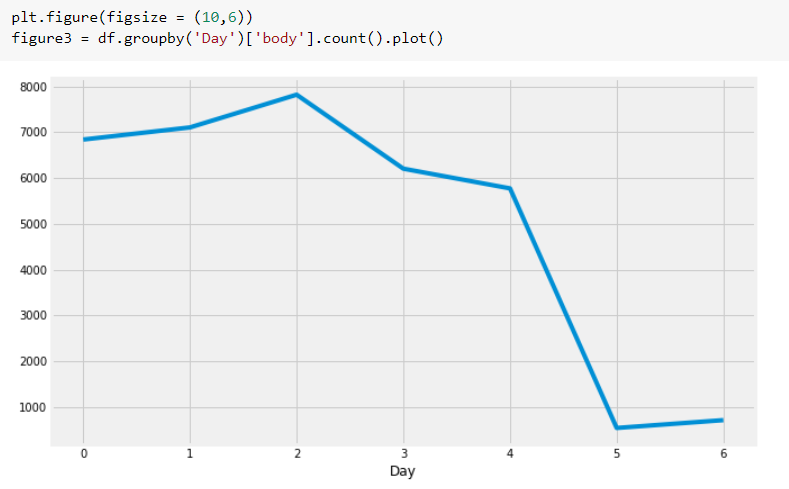 plt.figure(figsize = (10,6))
figure3 = df.groupby('Day')['body'].count().plot()
8000
7000
6000
5000
4000
3000
2000
1000
0 1 2 3 4 5 6
Day